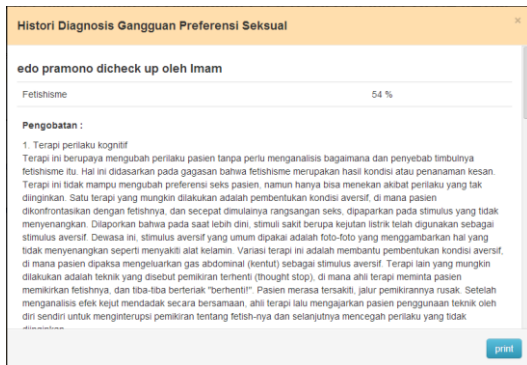 Histori Diagnosis Gangguan Preferensi Seksual
×
edo pramono dicheck up oleh Imam
Fetishisme 54 %
Pengobatan :
1. Terapi perilaku kognitif
Terapi ini berupaya mengubah perilaku pasien tanpa perlu menganalisis bagaimana dan penyebab timbulnya
fetishisme itu. Hal ini didasarkan pada gagasan bahwa fetishisme merupakan hasil kondisi atau penanaman kesan.
Terapi ini tidak mampu mengubah preferensi seks pasien, namun hanya bisa menekan akibat perilaku yang tak
diinginkan. Satu terapi yang mungkin dilakukan adalah pembentukan kondisi aversif, di mana pasien
dikonfrontasikan dengan fetishnya, dan secepat dimulainya rangsangan seks, dipaparkan pada stimulus yang tidak
menyenangkan. Dilaporkan bahwa pada saat lebih dini, stimuli sakit berupa kejutan listrik telah digunakan sebagai
stimulus aversif. Dewasa ini, stimulus aversif yang umum dipakai adalah foto-foto yang menggambarkan hal yang
tidak menyenangkan seperti menyakiti alat kelamin. Variasi terapi ini adalah membantu pembentukan kondisi aversif,
di mana pasien dipaksa mengeluarkan gas abdominal (kentut) sebagai stimulus aversif. Terapi lain yang mungkin
dilakukan adalah teknik yang disebut pemikiran terhenti (thought stop), di mana ahli terapi meminta pasien
memikirkan fetishnya, dan tiba-tiba berteriak "berhenti!". Pasien merasa tersakiti, jalur pemikirannya rusak. Setelah
menganalisis efek kejut mendadak secara bersamaan, ahli terapi lalu mengajarkan pasien penggunaan teknik oleh
diri sendiri untuk menginterupsi pemikiran tentang fetish-nya dan selanjutnya mencegah perilaku yang tidak
diinginkan
print